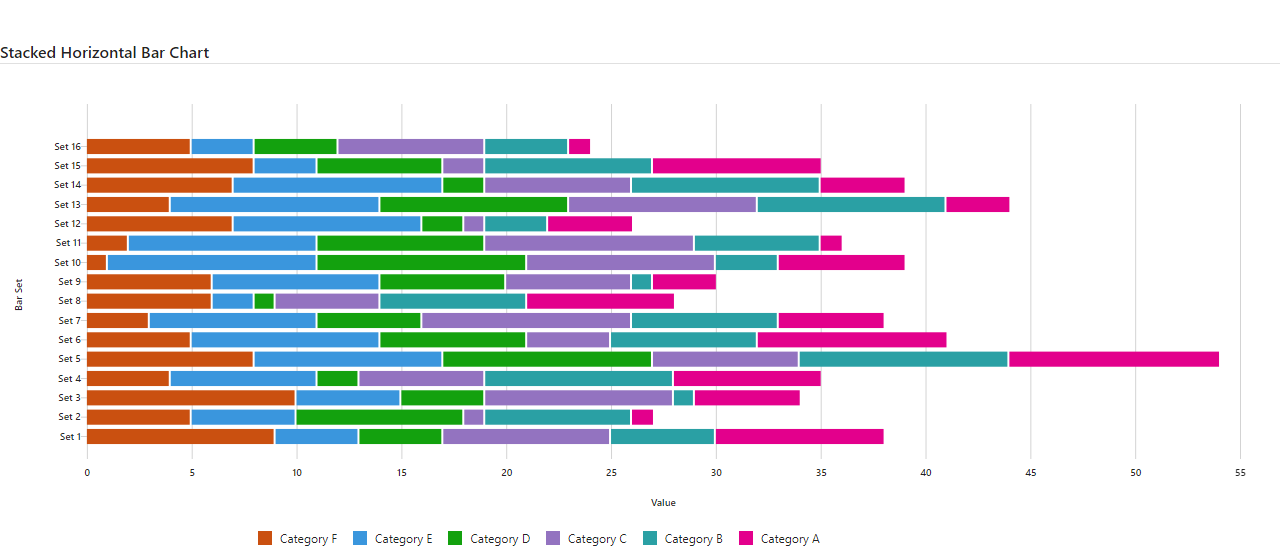 Stacked Horizontal Bar Chart
Bar Set
Set 16
Set 15
Set 14
Set 13
Set 12
Set 11
Set 10
Set 9
Set 8
Set 7
Set 6
Set 5
Set 4
Set 3
Set 2
Set 1
0 5 10 15 20 25 30 35 40 45 50 55
Value
Category F Category E Category D Category C Category B Category A